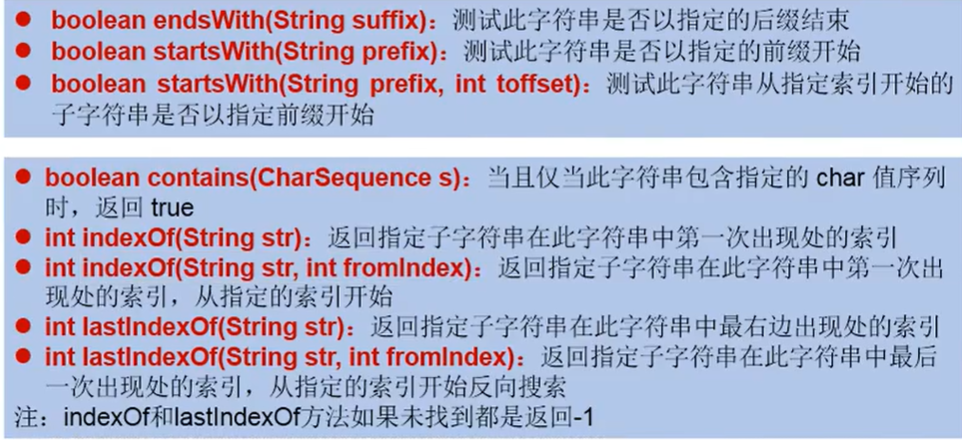 ● boolean endsWith(String suffix)：测试此字符串是否以指定的后缀结束
● boolean startsWith(String prefix)：测试此字符串是否以指定的前缀开始
● boolean startsWith(String prefix, int toffset)：测试此字符串从指定索引开始的
子字符串是否以指定前缀开始
● boolean contains(CharSequence s)：当且仅当此字符串包含指定的 char 值序列
时，返回 true
● int indexOf(String str)：返回指定子字符串在此字符串中第一次出现处的索引
● int indexOf(String str, int fromIndex)：返回指定子字符串在此字符串中第一次出
现处的索引，从指定的索引开始
● int lastIndexOf(String str)：返回指定子字符串在此字符串中最右边出现处的索引
● int lastIndexOf(String str, int fromIndex)：返回指定子字符串在此字符串中最后
一次出现处的索引，从指定的索引开始反向搜索
注：indexOf和lastIndexOf方法如果未找到都是返回-1